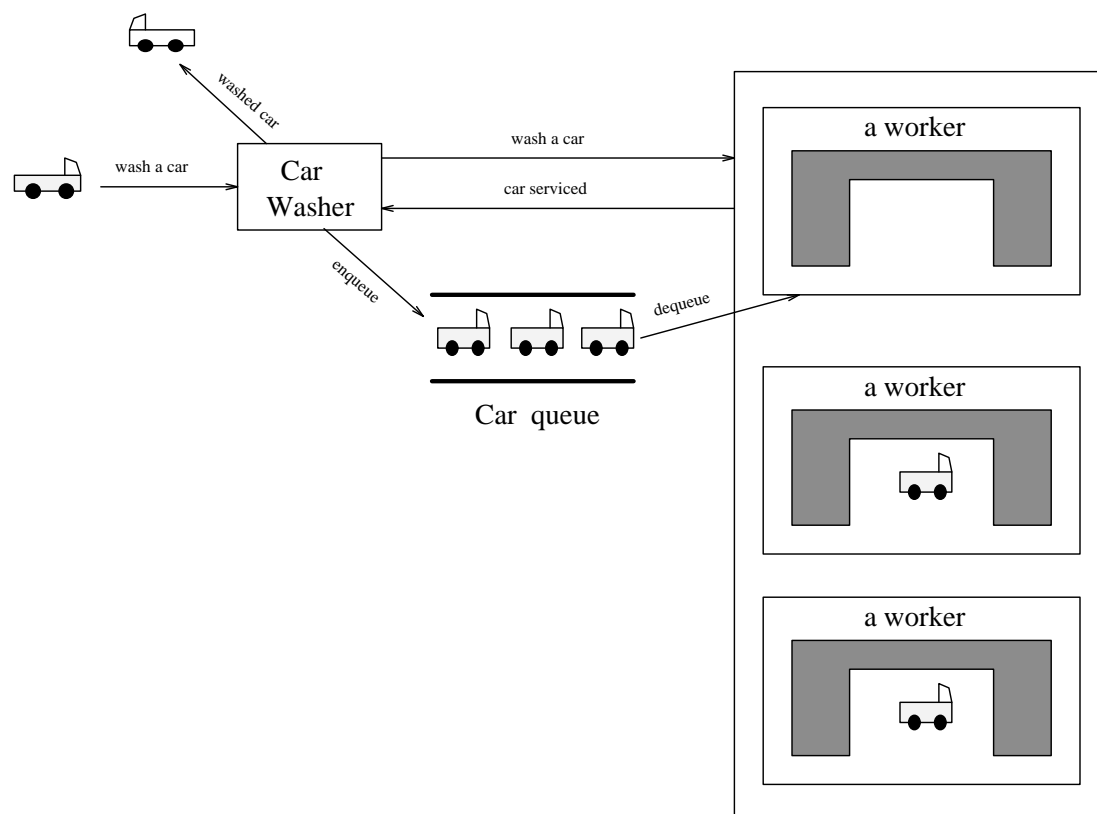 washed car
wash a car
Car
Washer
wash a car
car serviced
enqueue
dequeue
Car queue
a worker
a worker
a worker